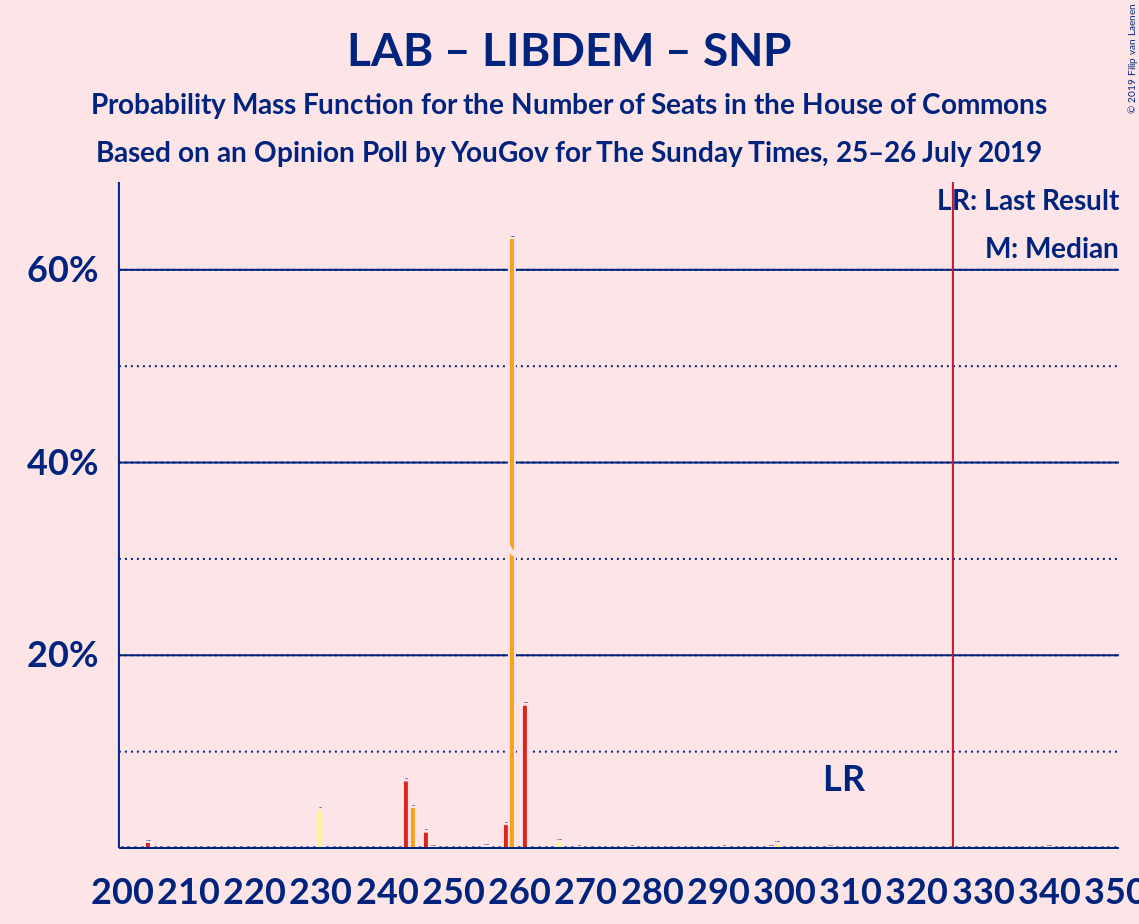 LAB – LIBDEM – SNP
Probability Mass Function for the Number of Seats in the House of Commons
Based on an Opinion Poll by YouGov for The Sunday Times, 25–26 July 2019
© 2019 Filip van Laenen
LR: Last Result
M: Median
60%
40%
20%
LR
200 210 220 230 240 250 260 270 280 290 300 310 320 330 340 350